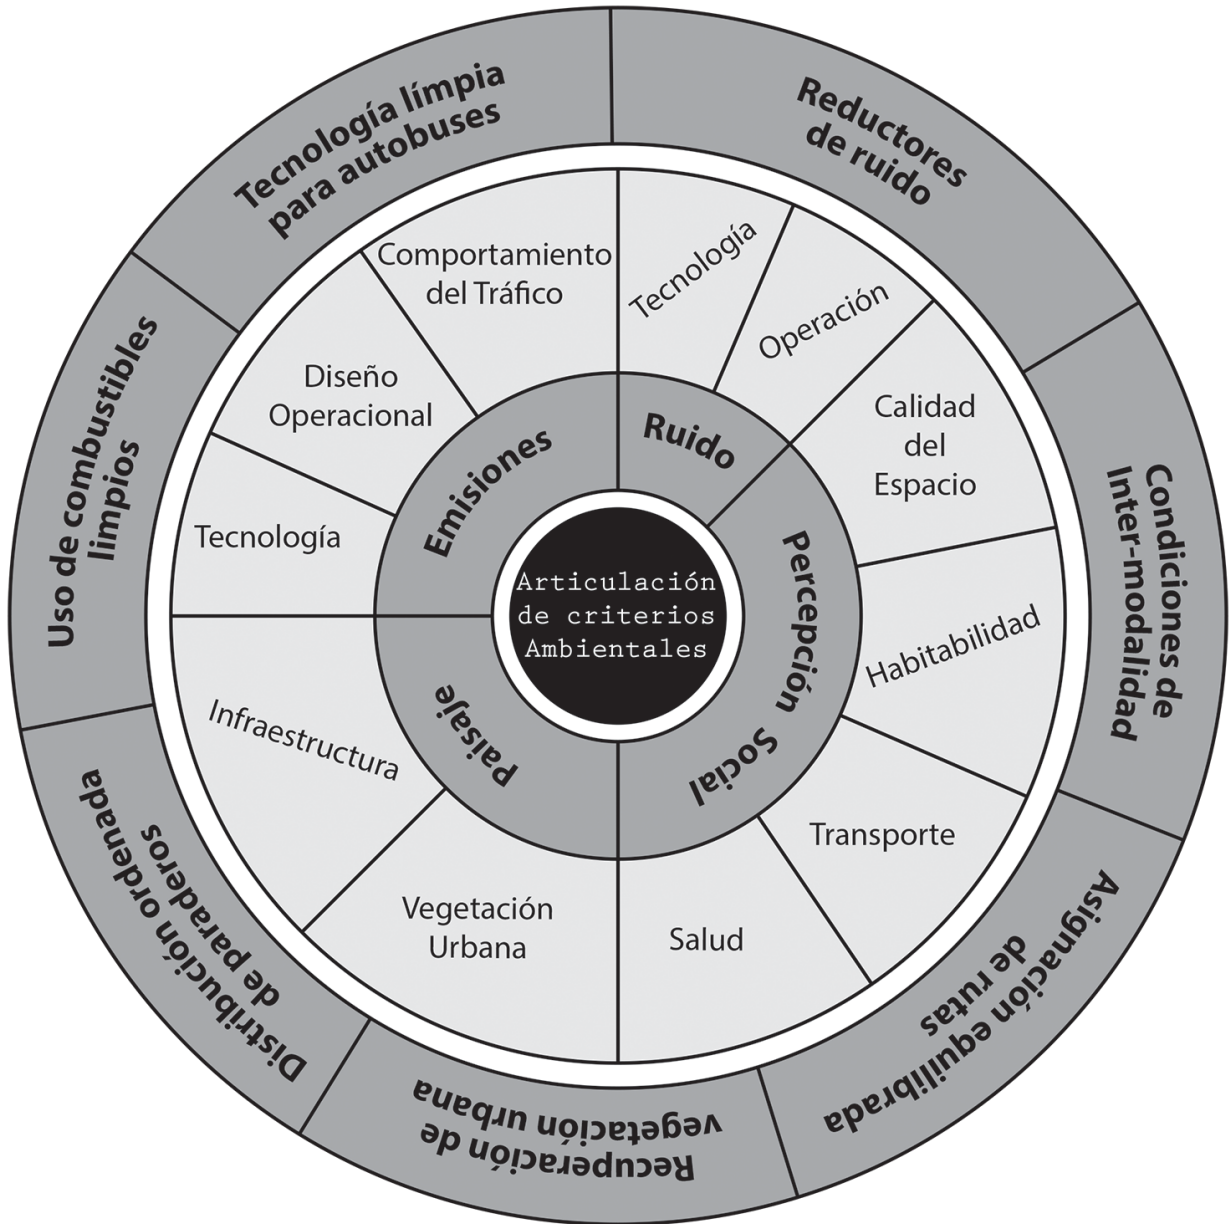 Articulación
de criterios
Ambientales
Emisiones
Ruido
Percepción Social
Paisaje
Comportamiento
del Tráfico
Diseño
Operacional
Tecnología
Tecnología
Operación
Calidad
del
Espacio
Habitabilidad
Transporte
Salud
Vegetación
Urbana
Infraestructura
Tecnología límpia
para autobuses
Reductores
de ruido
Condiciones de
Inter-modalidad
Asignación equilibrada
de rutas
Recuperación de
vegetación urbana
Distribución ordenada
de paraderos
Uso de combustibles
limpios